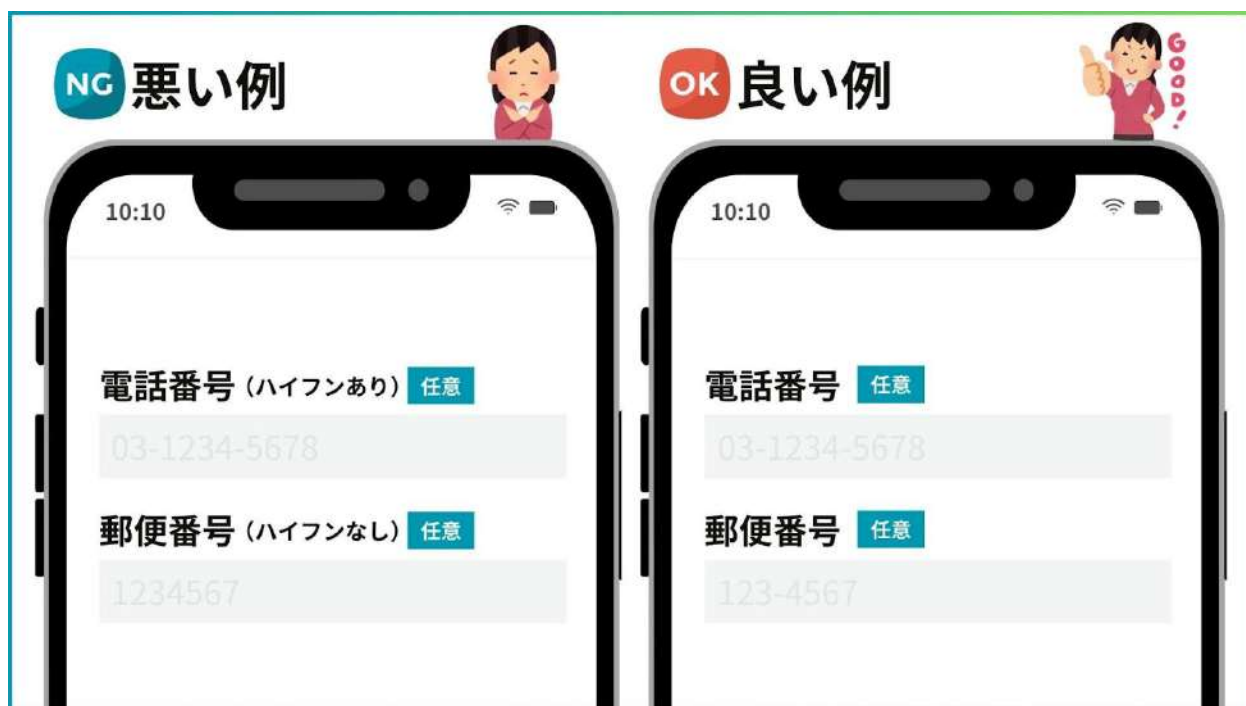 NG 悪い例
10:10
電話番号（ハイフンあり） 任意
03-1234-5678
郵便番号（ハイフンなし） 任意
1234567
OK 良い例
GOOD!
10:10
電話番号 任意
03-1234-5678
郵便番号 任意
123-4567